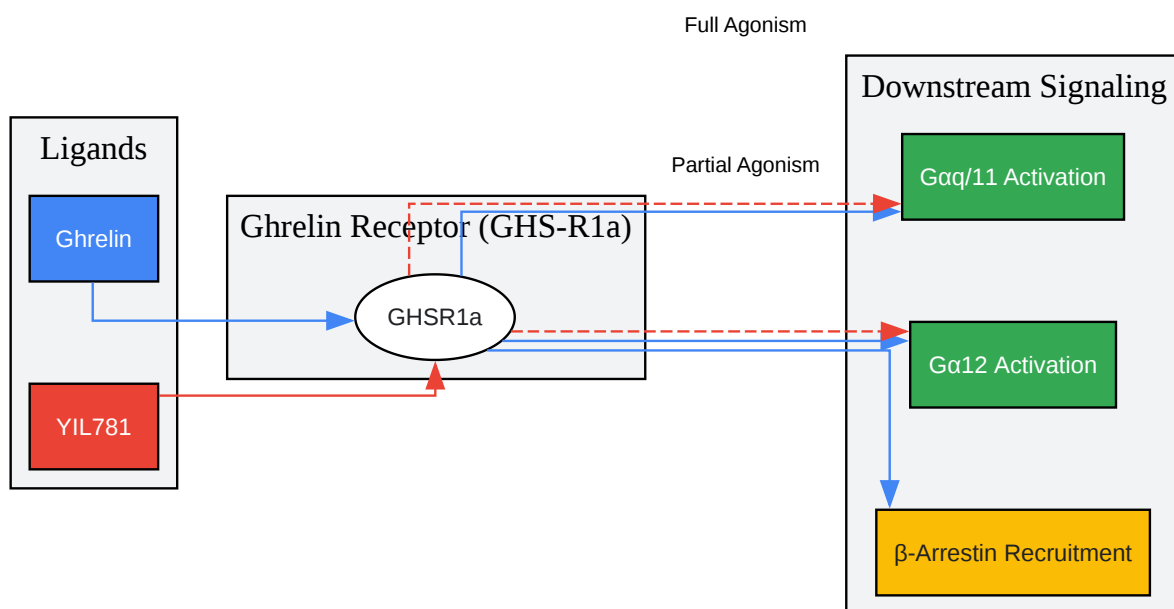 Full Agonism
Downstream Signaling
Ligands
Partial Agonism
Gαq/11 Activation
Ghrelin
Ghrelin Receptor (GHS-R1a)
GHSR1a
Gα12 Activation
YIL781
β-Arrestin Recruitment